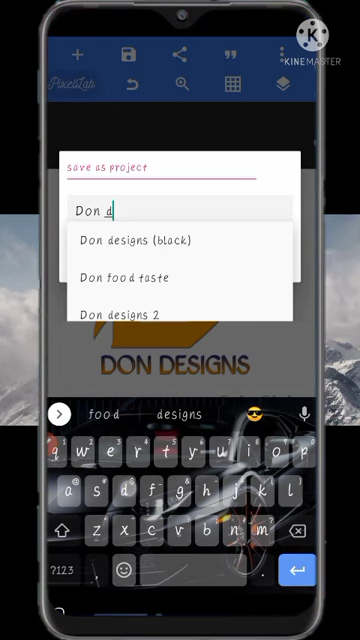 K
KINEMASTER
PixelLab
save as project
Don d
Don designs (black)
Don food taste
Don designs 2
DON DESIGNS
food designs 😎
q w e r t y u i o p
a s d f g h j k l
z x c v b n m
?123 , .